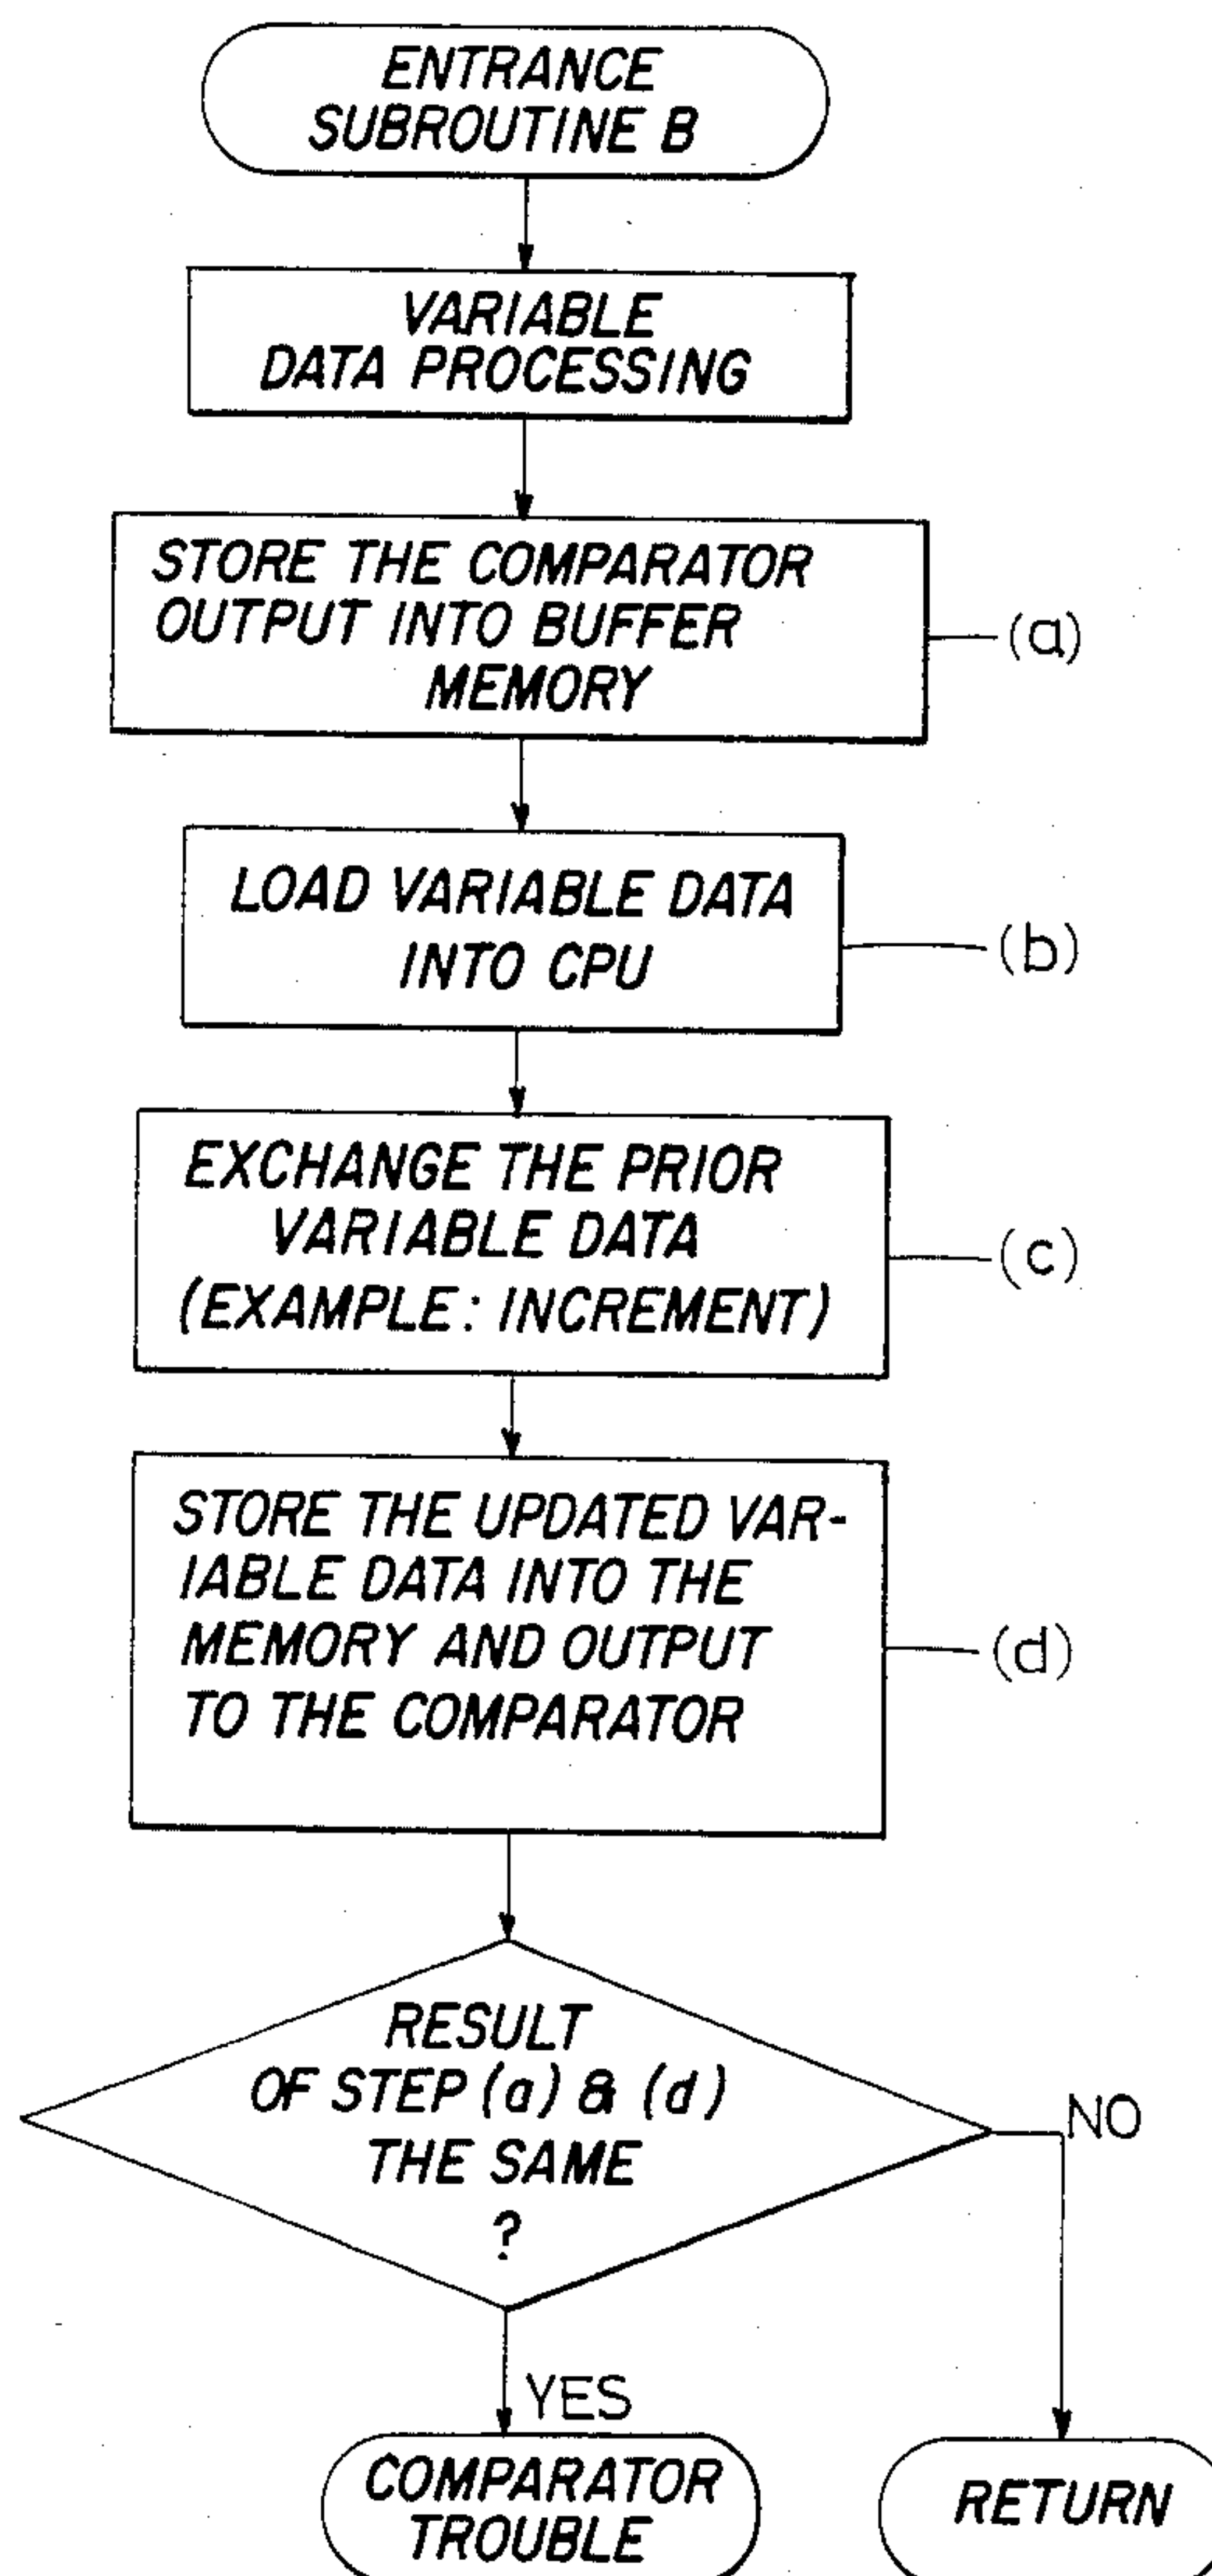 ENTRANCE
SUBROUTINE B
VARIABLE
DATA PROCESSING
STORE THE COMPARATOR
OUTPUT INTO BUFFER
MEMORY
(a)
LOAD VARIABLE DATA
INTO CPU
(b)
EXCHANGE THE PRIOR
VARIABLE DATA
(EXAMPLE: INCREMENT)
(c)
STORE THE UPDATED VAR-
IABLE DATA INTO THE
MEMORY AND OUTPUT
TO THE COMPARATOR
(d)
RESULT
OF STEP (a) & (d)
THE SAME
?
NO
YES
COMPARATOR
TROUBLE
RETURN